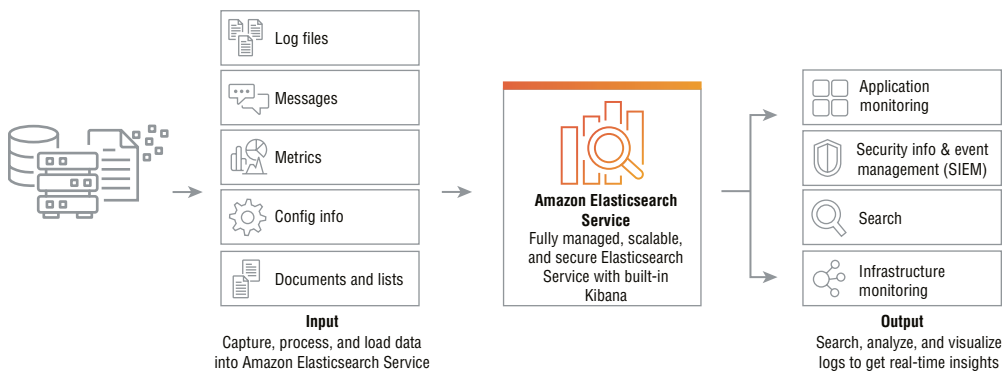 Log files
Messages
Metrics
Config info
Documents and lists
Input
Capture, process, and load data
into Amazon Elasticsearch Service
Amazon Elasticsearch
Service
Fully managed, scalable,
and secure Elasticsearch
Service with built-in
Kibana
Application
monitoring
Security info & event
management (SIEM)
Search
Infrastructure
monitoring
Output
Search, analyze, and visualize
logs to get real-time insights